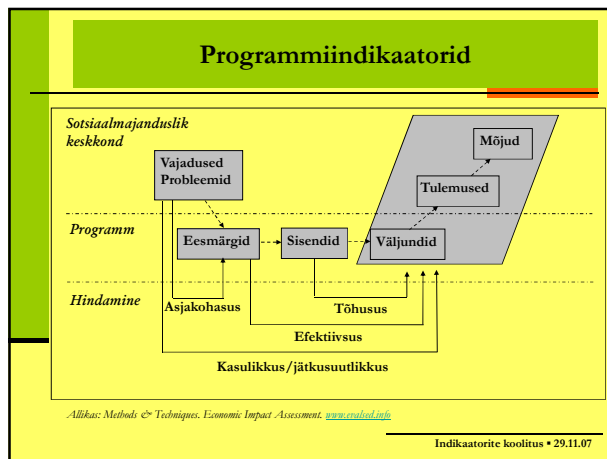 Programmiindikaatorid
Sotsiaalmajanduslik
keskkond
Mõjud
Vajadused
Probleemid
Tulemused
Programm
Eesmärgid
Sisendid
Väljundid
Hindamine
Asjakohasus
Tõhusus
Efektiivsus
Kasulikkus/jätkusuutlikkus
Allikas: Methods & Techniques. Economic Impact Assessment. www.eralsed.info
Indikaatorite koolitus ▪ 29.11.07